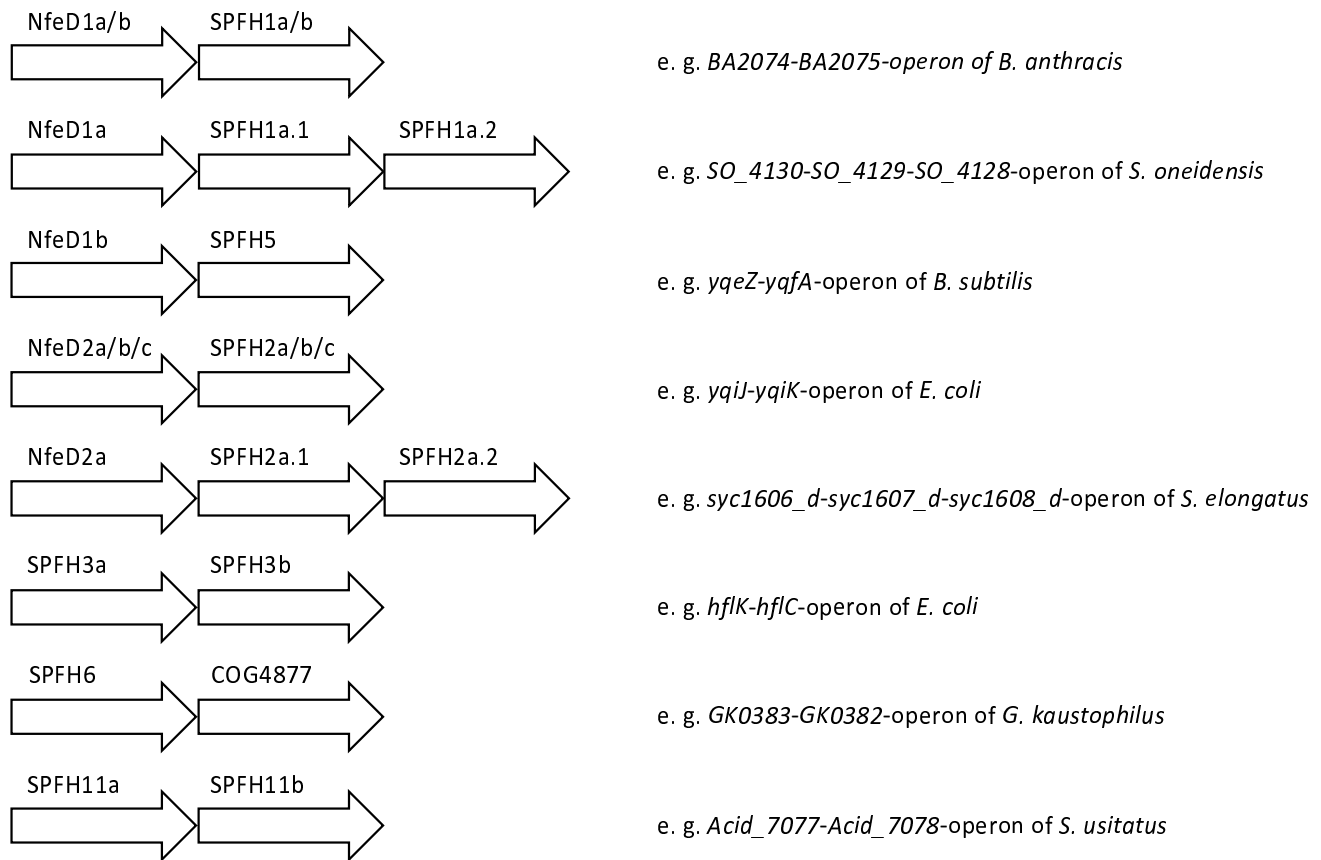 NfeD1a/b SPFH1a/b
e. g. BA2074-BA2075-operon of B. anthracis
NfeD1a SPFH1a.1 SPFH1a.2
e. g. SO_4130-SO_4129-SO_4128-operon of S. oneidensis
NfeD1b SPFH5
e. g. yqeZ-yqfA-operon of B. subtilis
NfeD2a/b/c SPFH2a/b/c
e. g. yqiJ-yqiK-operon of E. coli
NfeD2a SPFH2a.1 SPFH2a.2
e. g. syc1606_d-syc1607_d-syc1608_d-operon of S. elongatus
SPFH3a SPFH3b
e. g. hflK-hflC-operon of E. coli
SPFH6 COG4877
e. g. GK0383-GK0382-operon of G. kaustophilus
SPFH11a SPFH11b
e. g. Acid_7077-Acid_7078-operon of S. usitatus